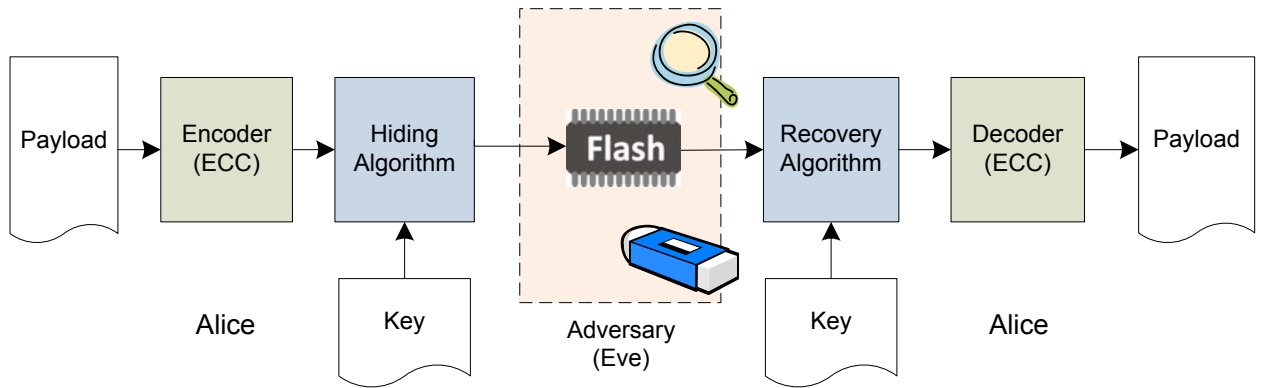 Payload
Encoder
(ECC)
Hiding
Algorithm
Flash
Recovery
Algorithm
Decoder
(ECC)
Payload
Alice
Key
Adversary
(Eve)
Key
Alice